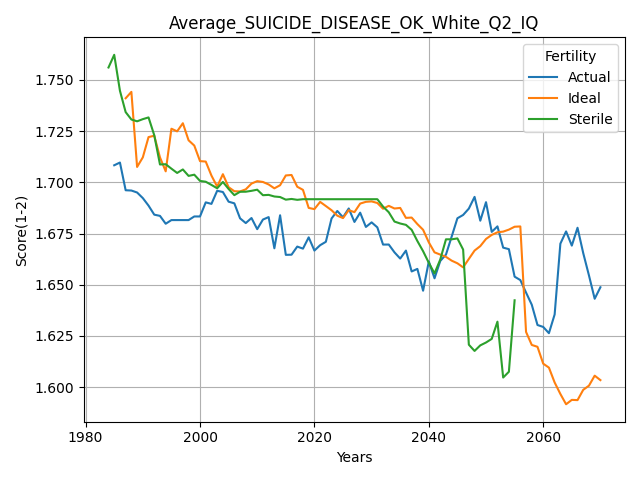 Average_SUICIDE_DISEASE_OK_White_Q2_IQ
Fertility
Actual
Ideal
Sterile
Score(1-2)
1.750
1.725
1.700
1.675
1.650
1.625
1.600
1980
2000
2020
2040
2060
Years